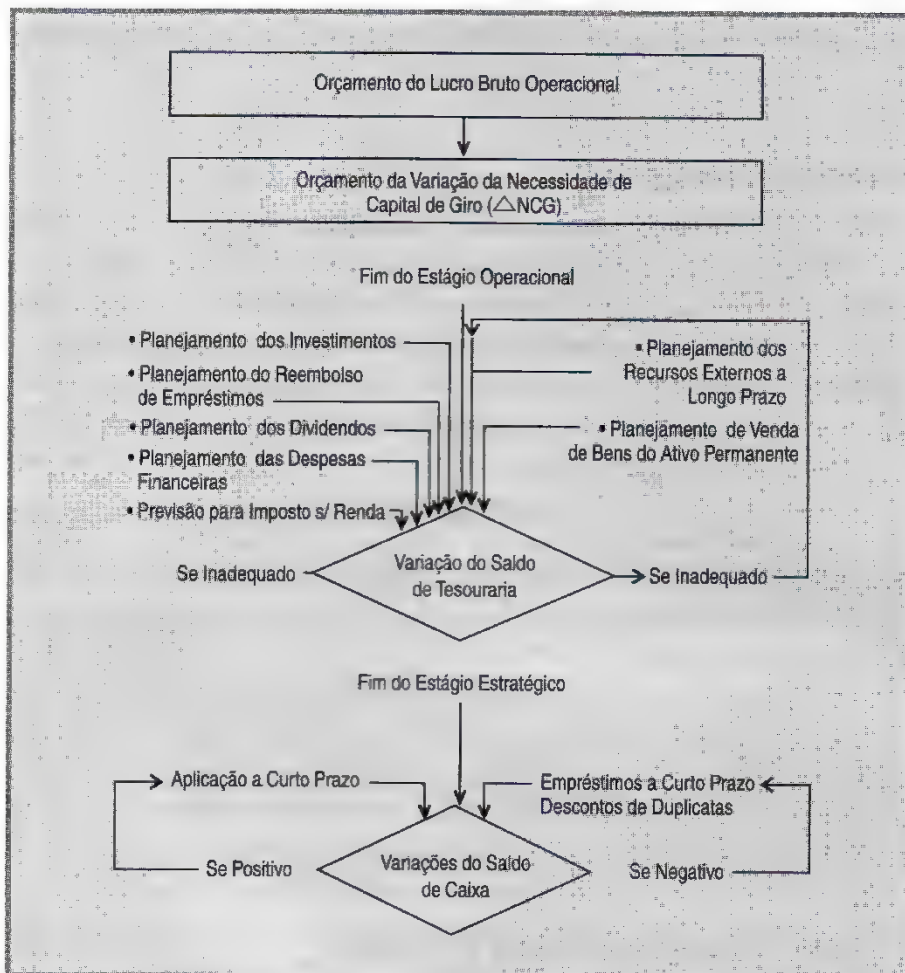 Orçamento do Lucro Bruto Operacional
Orçamento da Variação da Necessidade de
Capital de Giro (△NCG)
Fim do Estágio Operacional
▪ Planejamento dos Investimentos
▪ Planejamento do Reembolso
de Empréstimos
▪ Planejamento dos Dividendos
▪ Planejamento das Despesas
Financeiras
▪ Previsão para Imposto s/ Renda
▪ Planejamento dos
Recursos Externos a
Longo Prazo
▪ Planejamento de Venda
de Bens do Ativo Permanente
Se Inadequado
Variação do Saldo
de Tesouraria
Se Inadequado
Fim do Estágio Estratégico
Aplicação a Curto Prazo
Empréstimos a Curto Prazo
Descontos de Duplicatas
Se Positivo
Variações do Saldo
de Caixa
Se Negativo